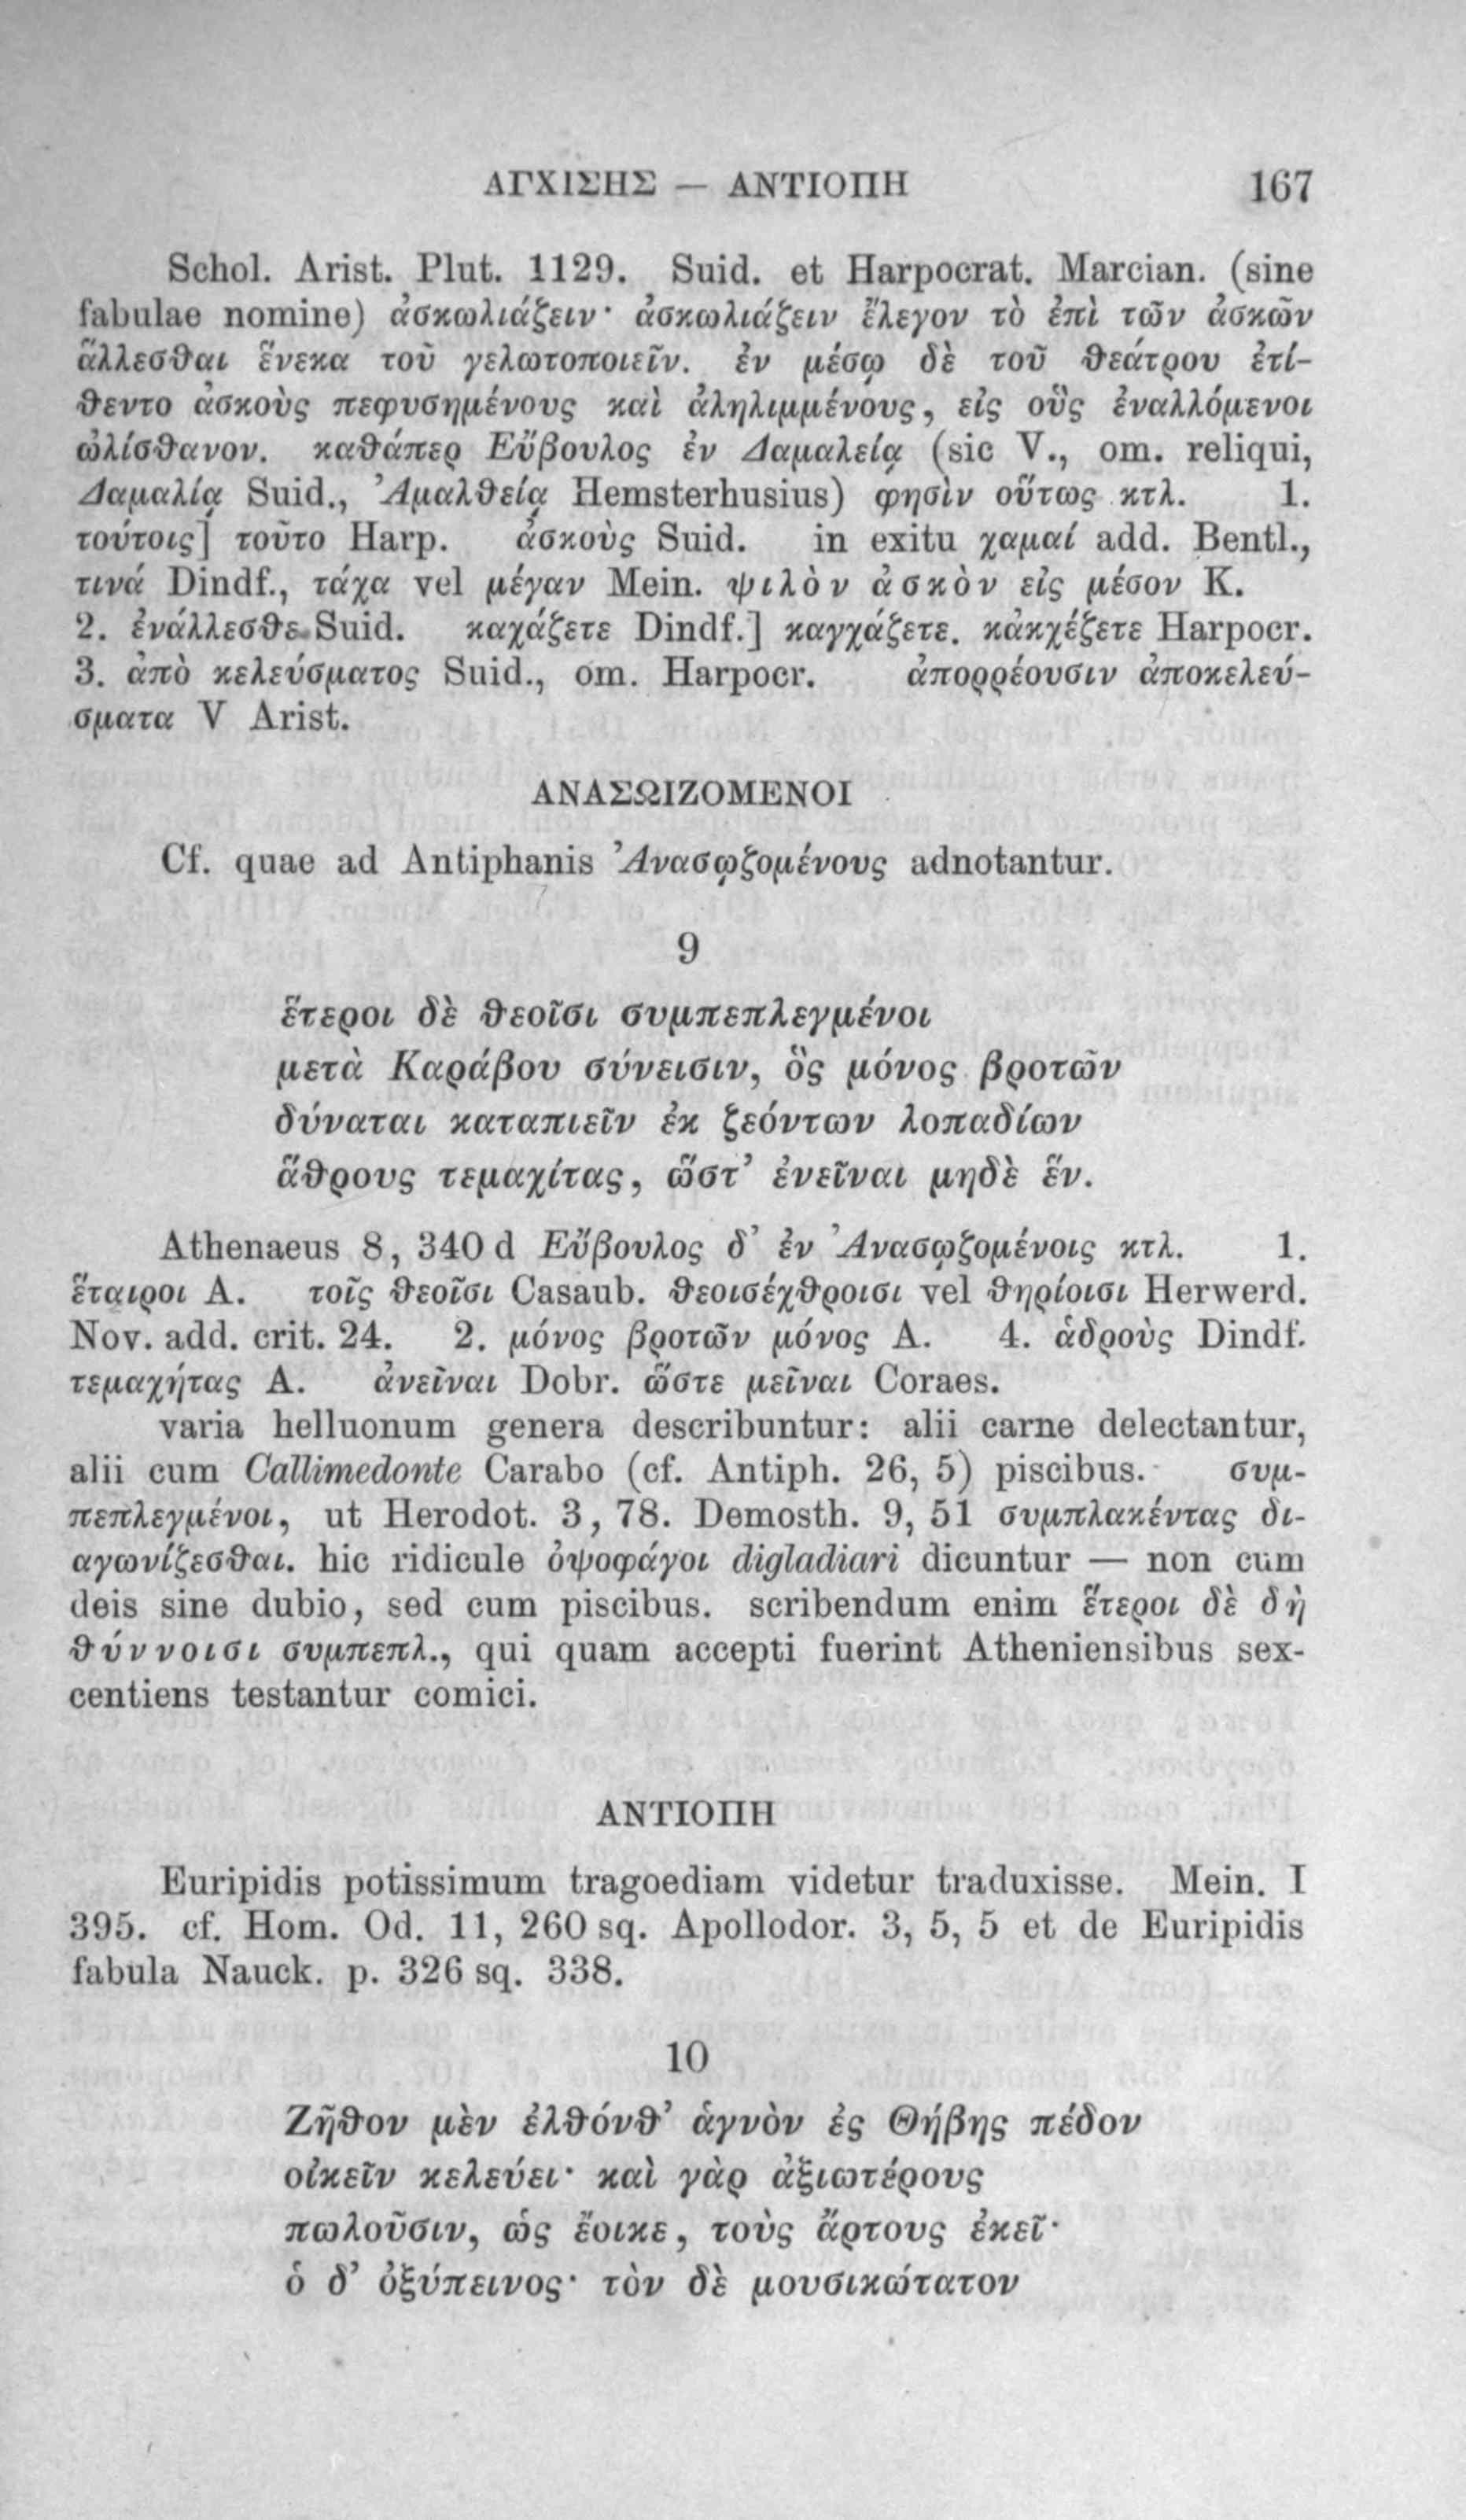 ΑΓΧΙΣΗΣ — ΑΝΤΙΟΠΗ 167
Schol. Arist. Plut. 1129. Suid. et Harpocrat. Marcian. (sine
fabulae nomine) ἀσκωλιάζειν· ἀσκωλιάζειν ἔλεγον τὸ ἐπὶ τῶν ἀσκῶν
ἅλλεσθαι ἕνεκα τοῦ γελωτοποιεῖν. ἐν μέσῳ δὲ τοῦ θεάτρου ἐτί-
θεντο ἀσκοὺς πεφυσημένους καὶ ἀληλιμμένους, εἰς οὓς ἐναλλόμενοι
ὠλίσθανον. καθάπερ Εὔβουλος ἐν Δαμαλείᾳ (sic V., om. reliqui,
Δαμαλίᾳ Suid., Ἀμαλθείᾳ Hemsterhusius) φησὶν οὕτως κτλ. 1.
τούτοις] τοῦτο Harp. ἀσκοὺς Suid. in exitu χαμαί add. Bentl.,
τινά Dindf., τάχα vel μέγαν Mein. ψιλὸν ἀσκὸν εἰς μέσον K.
2. ἐνάλλεσθε Suid. καχάζετε Dindf.] καγχάζετε. κἀκχέζετε Harpocr.
3. ἀπὸ κελεύσματος Suid., om. Harpocr. ἀπορρέουσιν ἀποκελεύ-
σματα V Arist.
ΑΝΑΣΩΙΖΟΜΕΝΟΙ
Cf. quae ad Antiphanis Ἀνασῳζομένους adnotantur.
9
ἕτεροι δὲ θεοῖσι συμπεπλεγμένοι
μετὰ Καράβου σύνεισιν, ὃς μόνος βροτῶν
δύναται καταπιεῖν ἐκ ζεόντων λοπαδίων
ἅθρους τεμαχίτας, ὥστ’ ἐνεῖναι μηδὲ ἕν.
Athenaeus 8, 340 d Εὔβουλος δ’ ἐν Ἀνασῳζομένοις κτλ. 1.
ἕταιροι A. τοῖς θεοῖσι Casaub. θεοισέχθροισι vel θηρίοισι Herwerd.
Nov. add. crit. 24. 2. μόνος βροτῶν μόνος A. 4. ἁδροὺς Dindf.
τεμαχήτας A. ἀνεῖναι Dobr. ὥστε μεῖναι Coraes.
varia helluonum genera describuntur: alii carne delectantur,
alii cum Callimedonte Carabo (cf. Antiph. 26, 5) piscibus. συμ-
πεπλεγμένοι, ut Herodot. 3, 78. Demosth. 9, 51 συμπλακέντας δι-
αγωνίζεσθαι. hic ridicule ὀψοφάγοι digladiari dicuntur — non cum
deis sine dubio, sed cum piscibus. scribendum enim ἕτεροι δὲ δὴ
θύννοισι συμπεπλ., qui quam accepti fuerint Atheniensibus sex-
centiens testantur comici.
ΑΝΤΙΟΠΗ
Euripidis potissimum tragoediam videtur traduxisse. Mein. I
395. cf. Hom. Od. 11, 260 sq. Apollodor. 3, 5, 5 et de Euripidis
fabula Nauck. p. 326 sq. 338.
10
Ζῆθον μὲν ἐλθόνθ’ ἁγνὸν ἐς Θήβης πέδον
οἰκεῖν κελεύει· καὶ γὰρ ἀξιωτέρους
πωλοῦσιν, ὡς ἔοικε, τοὺς ἄρτους ἐκεῖ·
ὁ δ’ ὀξύπεινος· τὸν δὲ μουσικώτατον